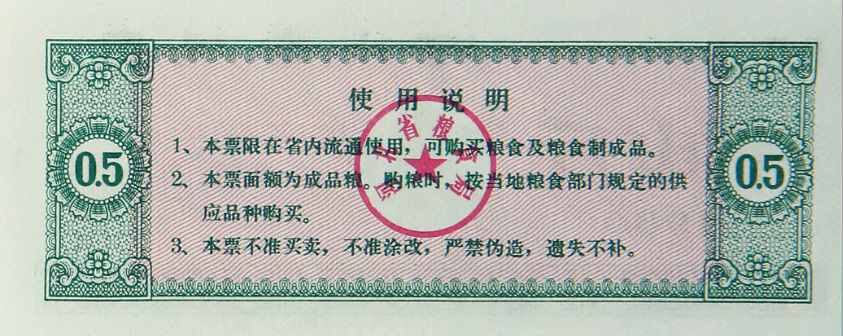 使用说明
1、本票限在省内流通使用，可购买粮食及粮食制成品。
0.5
2、本票面额为成品粮。购粮时，按当地粮食部门规定的供
应品种购买。
0.5
3、本票不准买卖，不准涂改，严禁伪造，遗失不补。
省粮食局